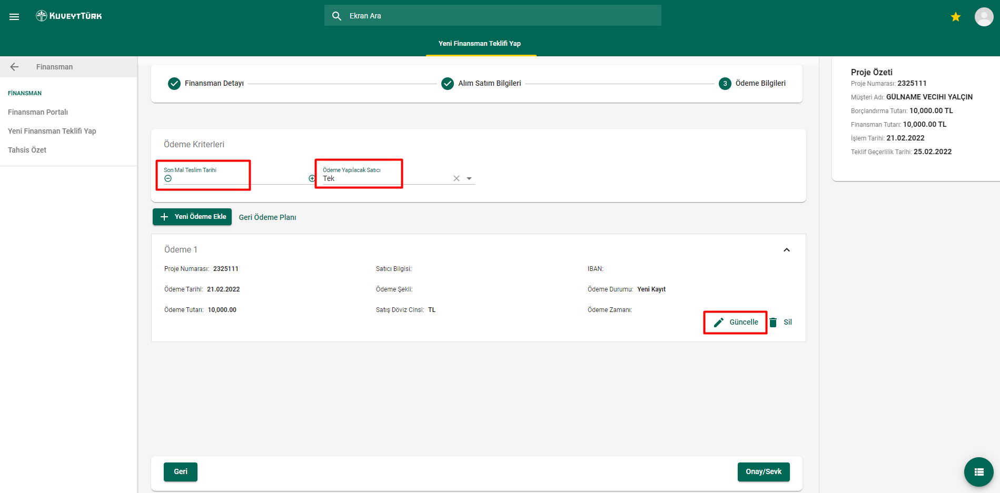 KUVEYTTÜRK
Ekran Ara
Yeni Finansman Teklifi Yap
Finansman
FİNANSMAN
Finansman Portalı
Yeni Finansman Teklifi Yap
Tahsis Özet
Finansman Detayı
Alım Satım Bilgileri
3 Ödeme Bilgileri
Ödeme Kriterleri
Son Mal Teslim Tarihi
Ödeme Yapılacak Satıcı
Tek
Yeni Ödeme Ekle
Geri Ödeme Planı
Ödeme 1
Proje Numarası: 2325111
Satıcı Bilgisi:
IBAN:
Ödeme Tarihi: 21.02.2022
Ödeme Şekli:
Ödeme Durumu: Yeni Kayıt
Ödeme Tutarı: 10,000.00
Satış Döviz Cinsi: TL
Ödeme Zamanı:
Güncelle
Sil
Geri
Onay/Sevk
Proje Özeti
Proje Numarası: 2325111
Müşteri Adı: GÜLNAME VECIHI YALÇIN
Borçlandırma Tutarı: 10,000.00 TL
Finansman Tutarı: 10,000.00 TL
İşlem Tarihi: 21.02.2022
Teklif Geçerlilik Tarihi: 25.02.2022